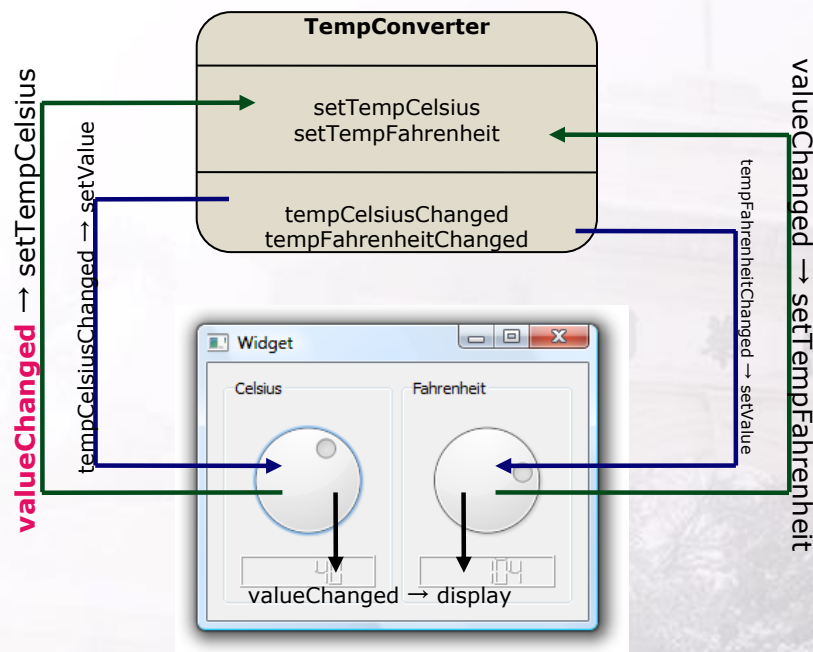 TempConverter
setTempCelsius
setTempFahrenheit
tempCelsiusChanged
tempFahrenheitChanged
valueChanged → setTempCelsius
tempCelsiusChanged → setValue
tempFahrenheitChanged → setValue
valueChanged → setTempFahrenheit
Widget
Celsius
Fahrenheit
40
104
valueChanged → display